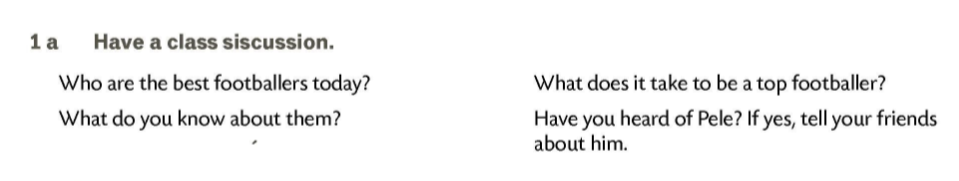 1 a Have a class siscussion.
Who are the best footballers today?
What do you know about them?
What does it take to be a top footballer?
Have you heard of Pele? If yes, tell your friends
about him.